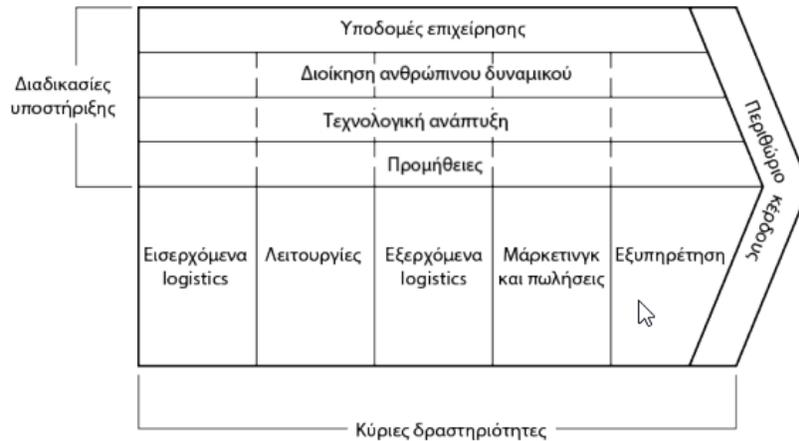 Υποδομές επιχείρησης
Διαδικασίες
υποστήριξης
Διοίκηση ανθρώπινου δυναμικού
Τεχνολογική ανάπτυξη
Προμήθειες
Περιθώριο κέρδους
Εισερχόμενα
logistics
Λειτουργίες
Εξερχόμενα
logistics
Μάρκετινγκ
και πωλήσεις
Εξυπηρέτηση
Κύριες δραστηριότητες